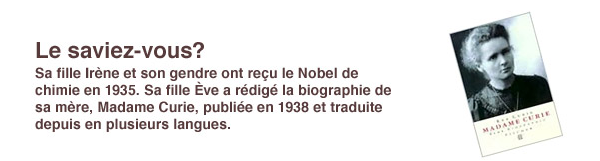 Le saviez-vous?
Sa fille Irène et son gendre ont reçu le Nobel de
chimie en 1935. Sa fille Ève a rédigé la biographie de
sa mère, Madame Curie, publiée en 1938 et traduite
depuis en plusieurs langues.
MADAME CURIE